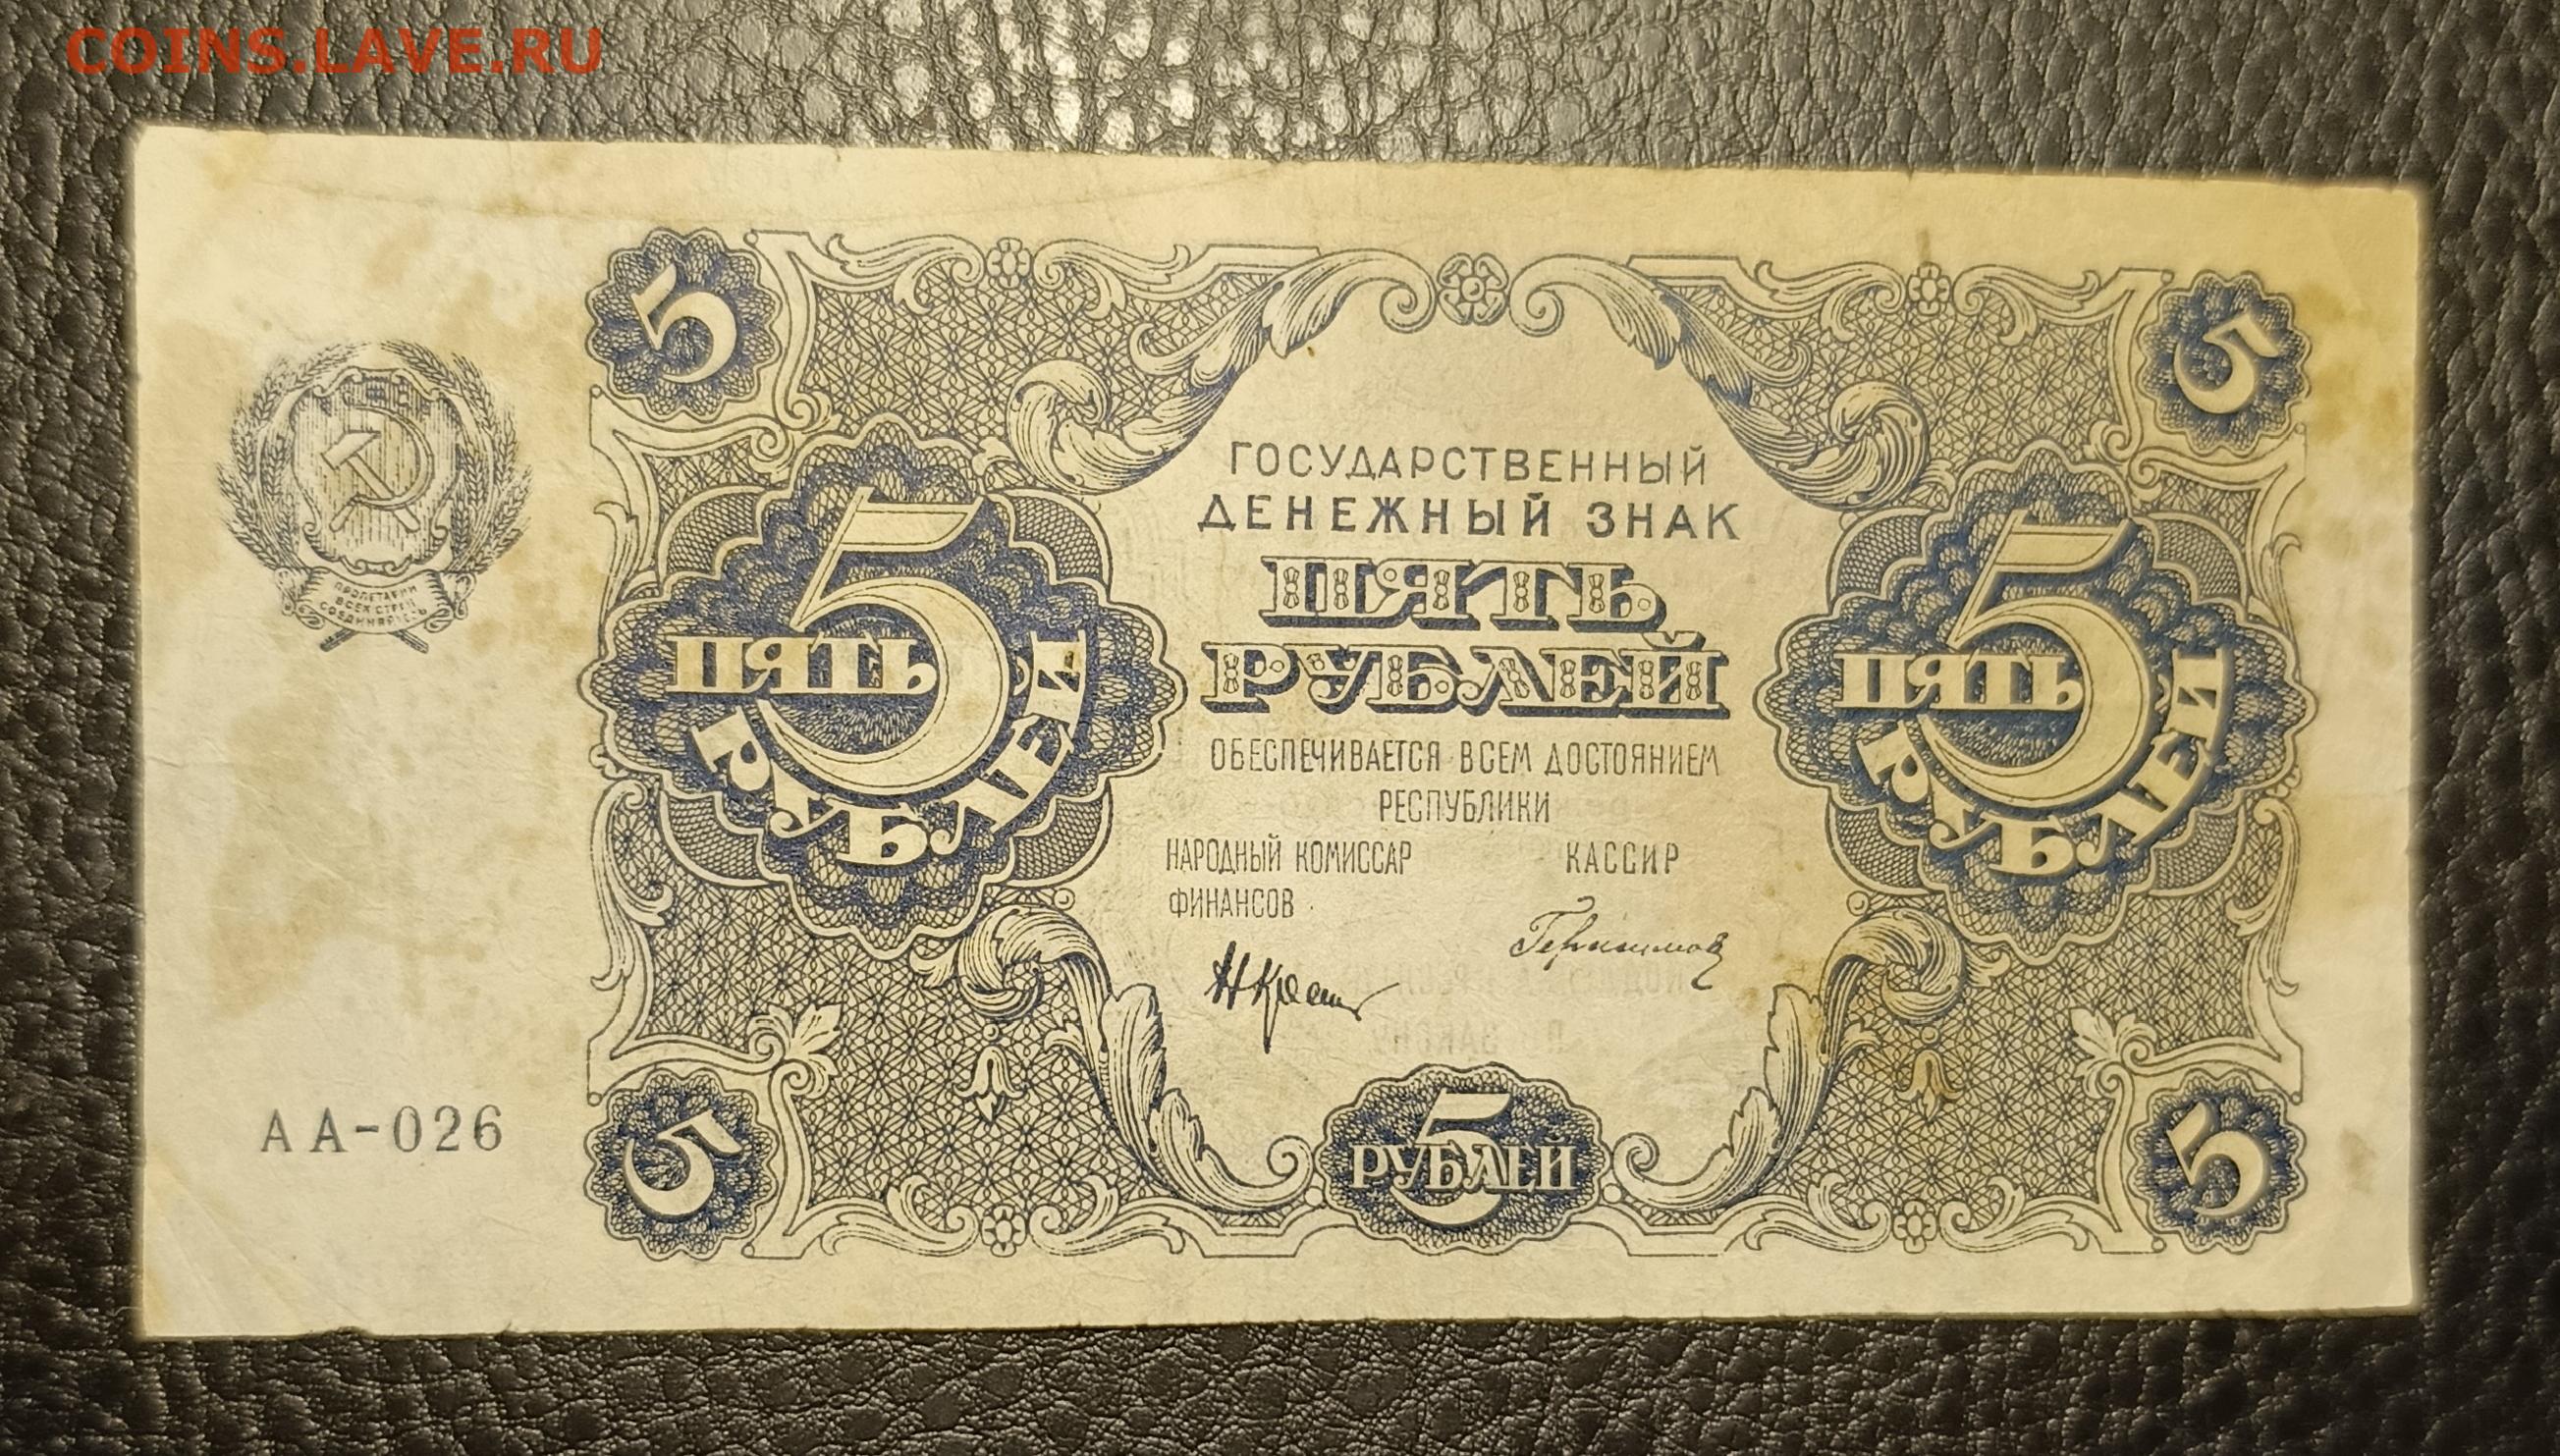 COINS.LAVE.RU
5
5
ГОСУДАРСТВЕННЫЙ
ДЕНЕЖНЫЙ ЗНАК
ПЯТЬ
РУБЛЕЙ
5
ПЯТЬ
РУБЛЕЙ
5
ПЯТЬ
РУБЛЕЙ
ПРОЛЕТАРИИ
ВСЕХ СТРАН
СОЕДИНЯЙТЕСЬ
ОБЕСПЕЧИВАЕТСЯ ВСЕМ ДОСТОЯНИЕМ
РЕСПУБЛИКИ
НАРОДНЫЙ КОМИССАР
ФИНАНСОВ
КАССИР
Герасимов
АА-026
5
5
РУБЛЕЙ
5